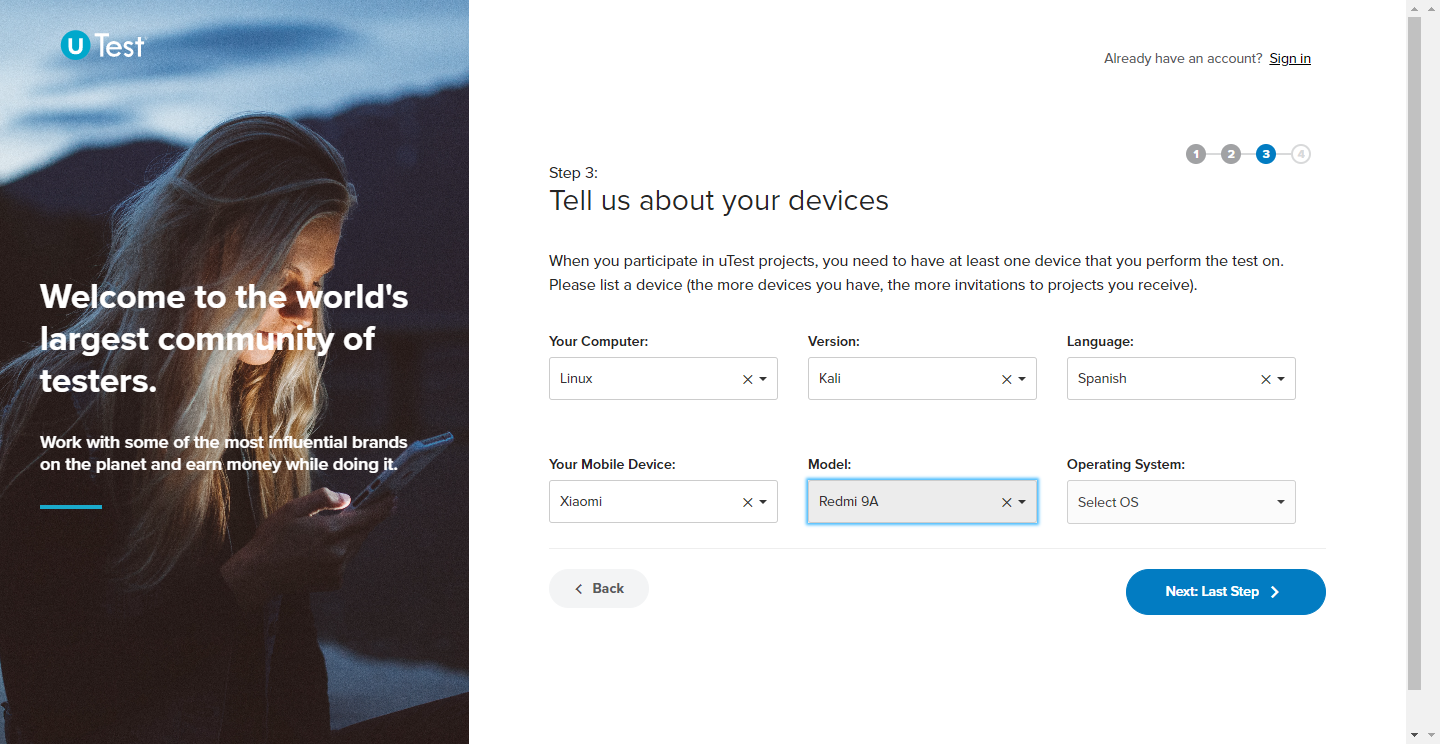 uTest
Welcome to the world's
largest community of
testers.
Work with some of the most influential brands
on the planet and earn money while doing it.
Already have an account? Sign in
1 2 3 4
Step 3:
Tell us about your devices
When you participate in uTest projects, you need to have at least one device that you perform the test on.
Please list a device (the more devices you have, the more invitations to projects you receive).
Your Computer: Version: Language:
Linux Kali Spanish
Your Mobile Device: Model: Operating System:
Xiaomi Redmi 9A Select OS
Back Next: Last Step